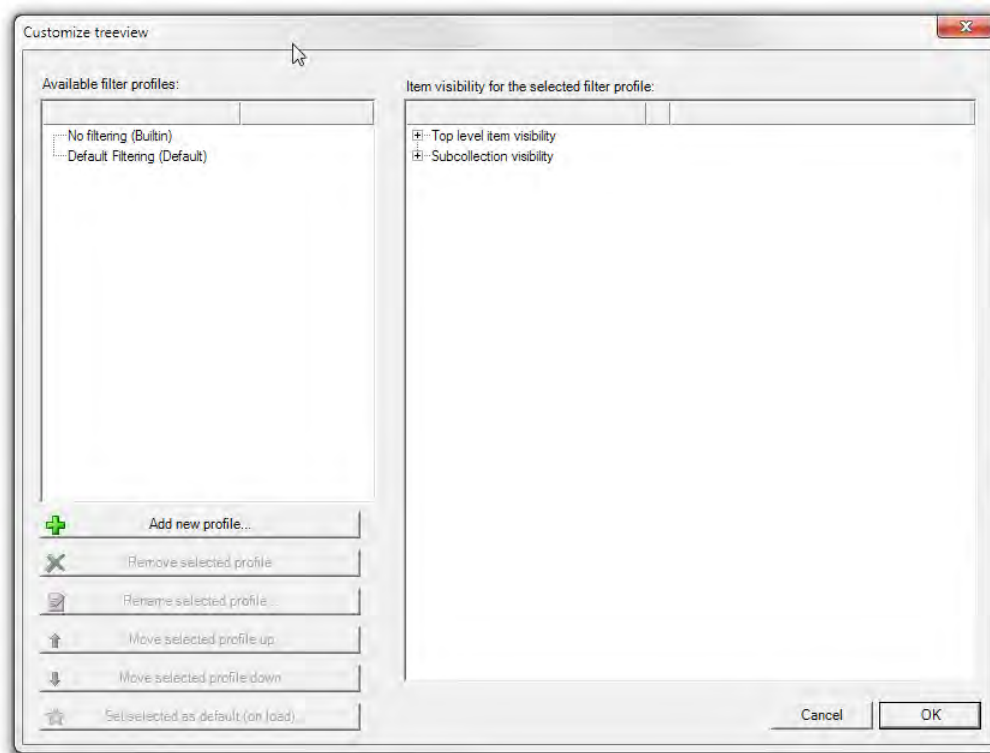 Customize treeview
Available filter profiles:
No filtering (Builtin)
Default Filtering (Default)
Add new profile...
Remove selected profile
Rename selected profile...
Move selected profile up
Move selected profile down
Set selected as default (on load)...
Item visibility for the selected filter profile:
Top level item visibility
Subcollection visibility
Cancel
OK